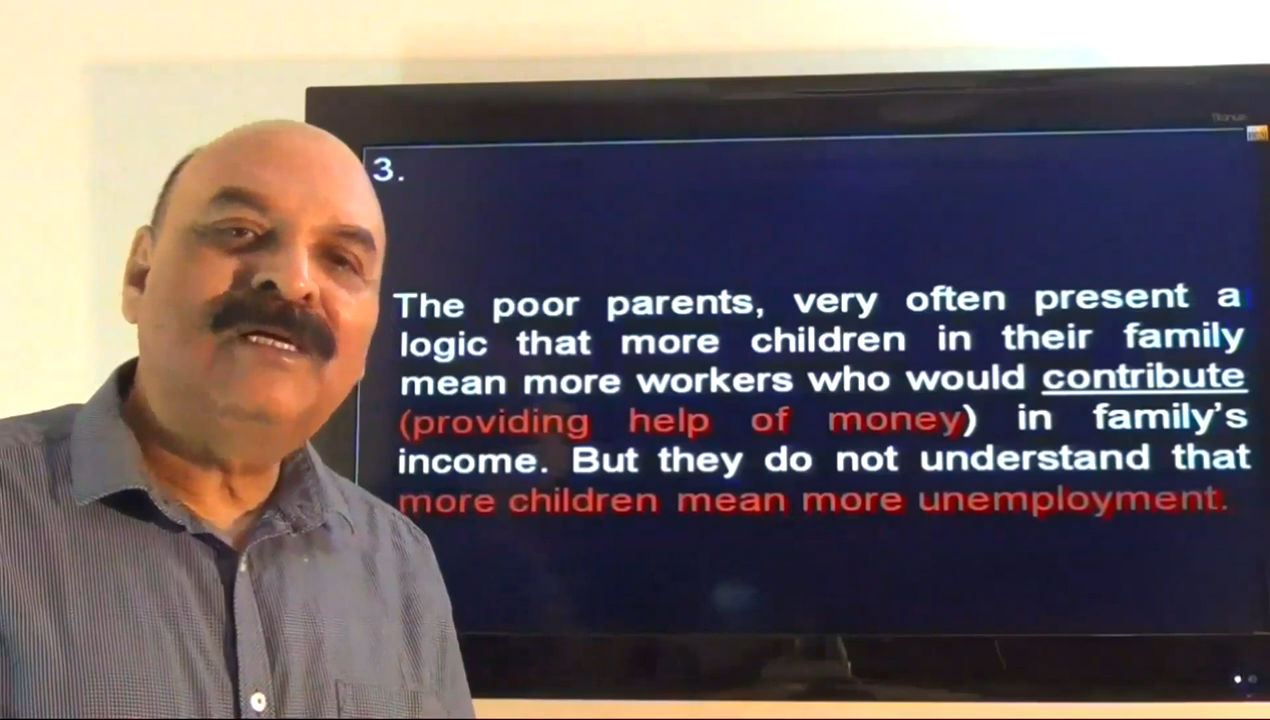 3.
The poor parents, very often present a
logic that more children in their family
mean more workers who would contribute
(providing help of money) in family's
income. But they do not understand that
more children mean more unemployment.